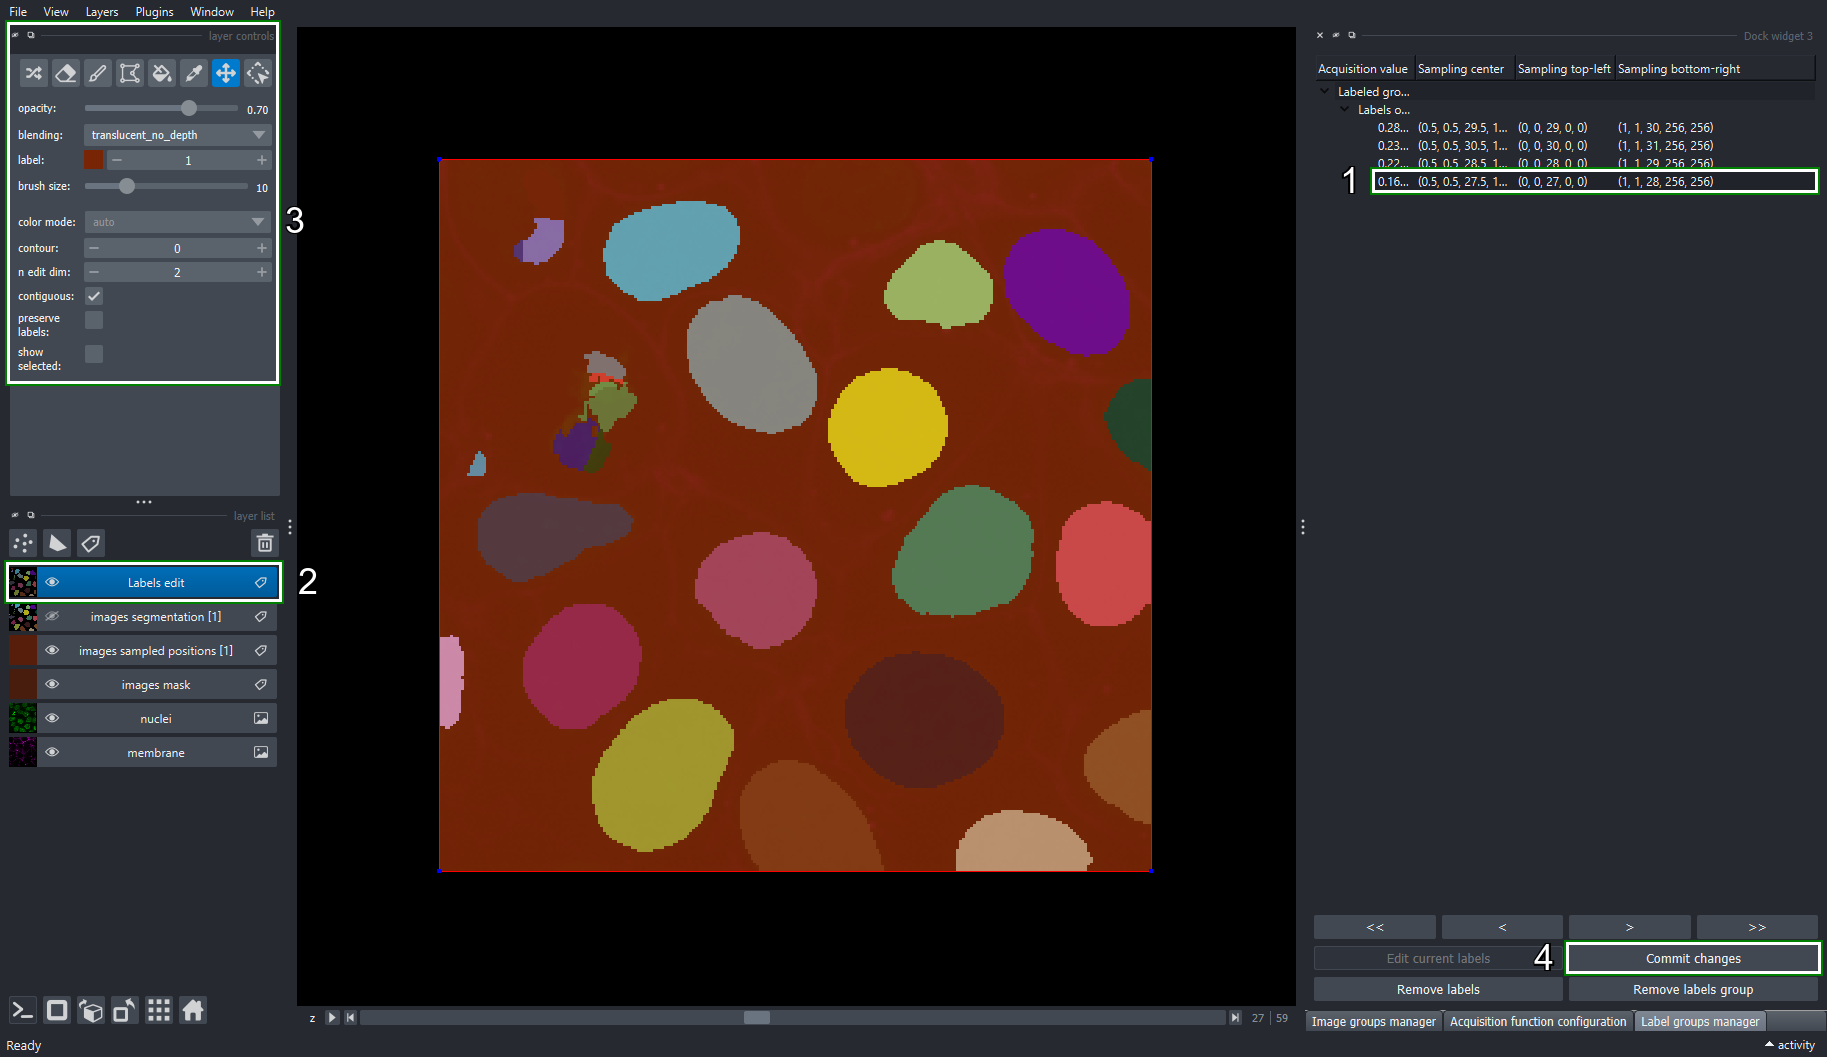 File View Layers Plugins Window Help
layer controls
opacity: 0.70
blending: translucent_no_depth
label: 1
brush size: 10
color mode: auto
contour: 0
n edit dim: 2
contiguous:
preserve labels:
show selected:
3
layer list
Labels edit
2
images segmentation [1]
images sampled positions [1]
images mask
nuclei
membrane
Ready
z 27 | 59
Dock widget 3
Acquisition value Sampling center Sampling top-left Sampling bottom-right
Labeled gro...
Labels o...
0.28... (0.5, 0.5, 29.5, 1... (0, 0, 29, 0, 0) (1, 1, 30, 256, 256)
0.23... (0.5, 0.5, 30.5, 1... (0, 0, 30, 0, 0) (1, 1, 31, 256, 256)
0.22... (0.5, 0.5, 28.5, 1... (0, 0, 28, 0, 0) (1, 1, 29, 256, 256)
1 0.16... (0.5, 0.5, 27.5, 1... (0, 0, 27, 0, 0) (1, 1, 28, 256, 256)
<< < > >>
Edit current labels 4 Commit changes
Remove labels Remove labels group
Image groups manager Acquisition function configuration Label groups manager
activity